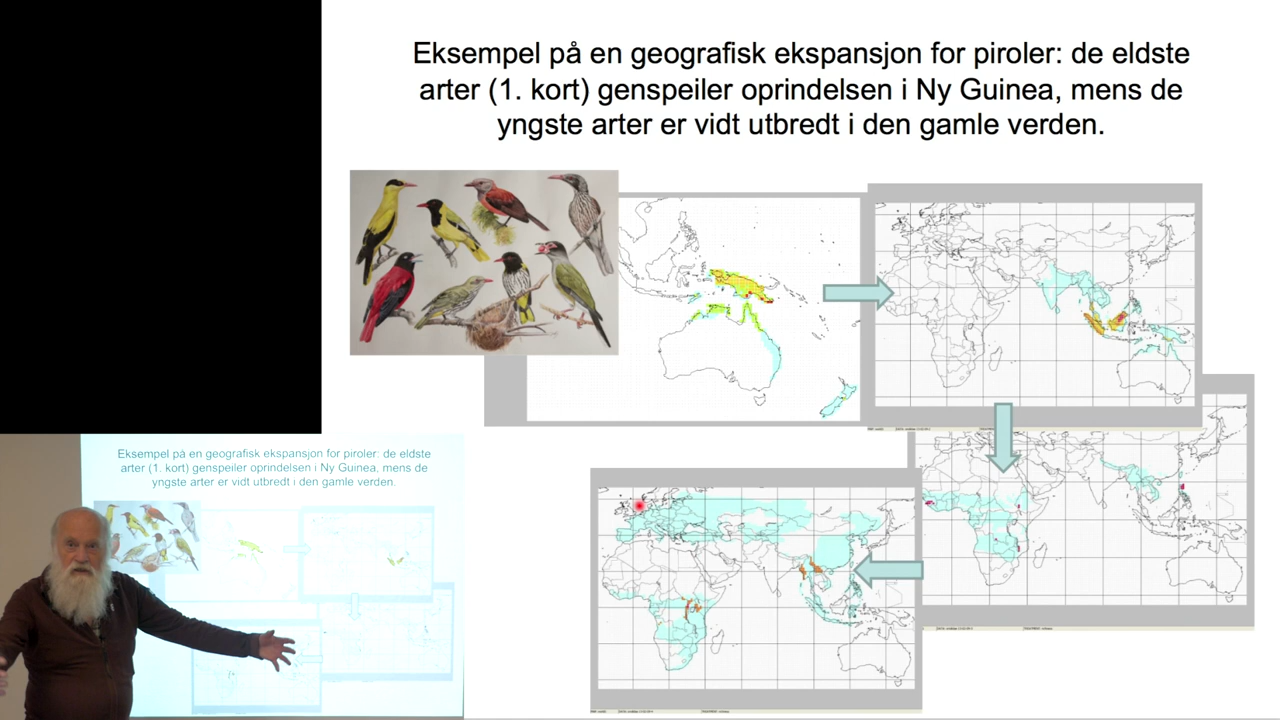 Eksempel på en geografisk ekspansjon for piroler: de eldste
arter (1. kort) genspeiler oprindelsen i Ny Guinea, mens de
yngste arter er vidt utbredt i den gamle verden.
Eksempel på en geografisk ekspansjon for piroler: de eldste
arter (1. kort) genspeiler oprindelsen i Ny Guinea, mens de
yngste arter er vidt utbredt i den gamle verden.